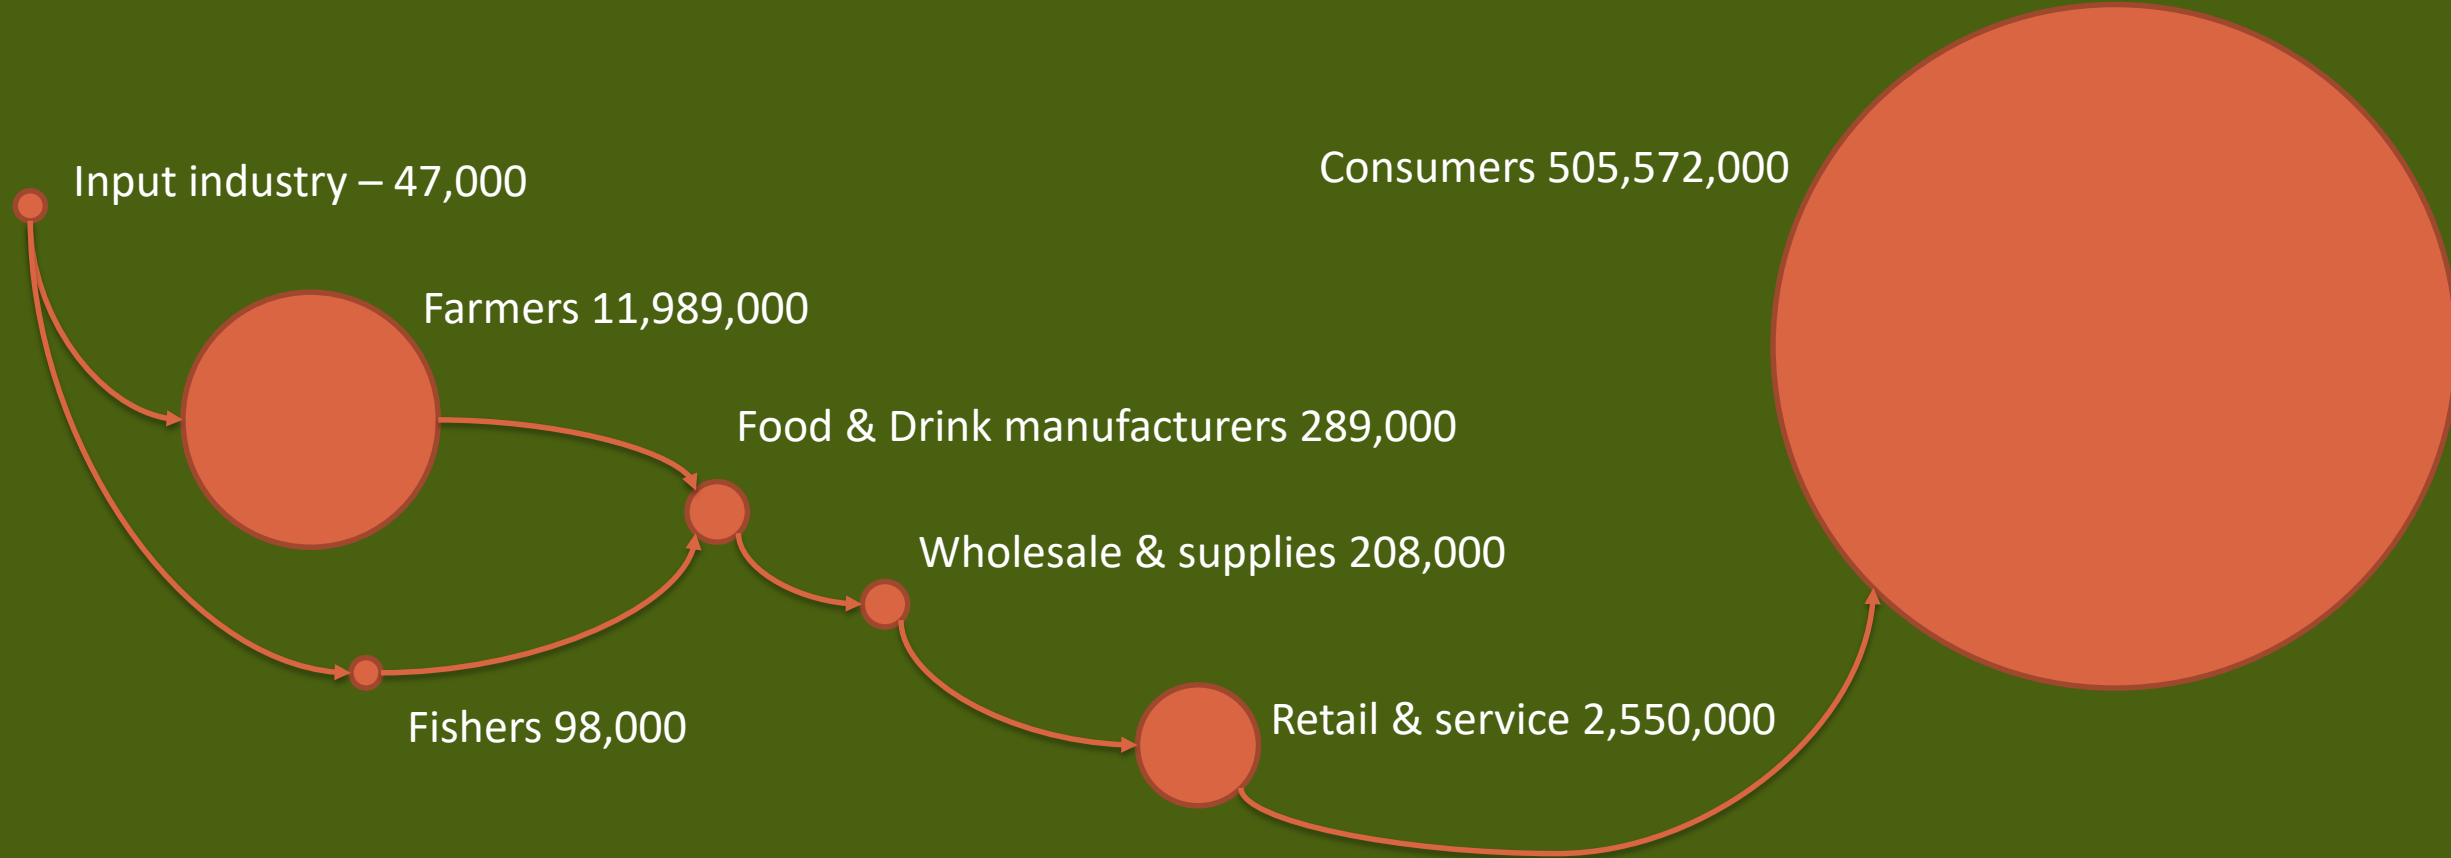 Input industry – 47,000
Consumers 505,572,000
Farmers 11,989,000
Food & Drink manufacturers 289,000
Wholesale & supplies 208,000
Fishers 98,000
Retail & service 2,550,000